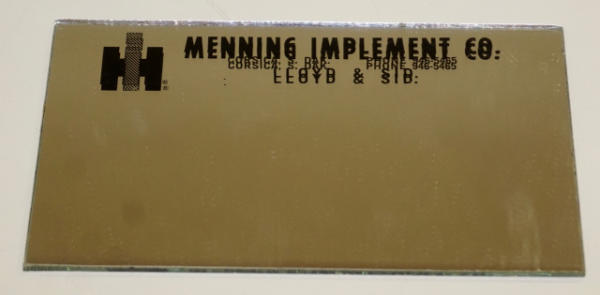 MENNING IMPLEMENT CO.
CORSICA, S. DAK. PHONE 946-5465
LLOYD & SID